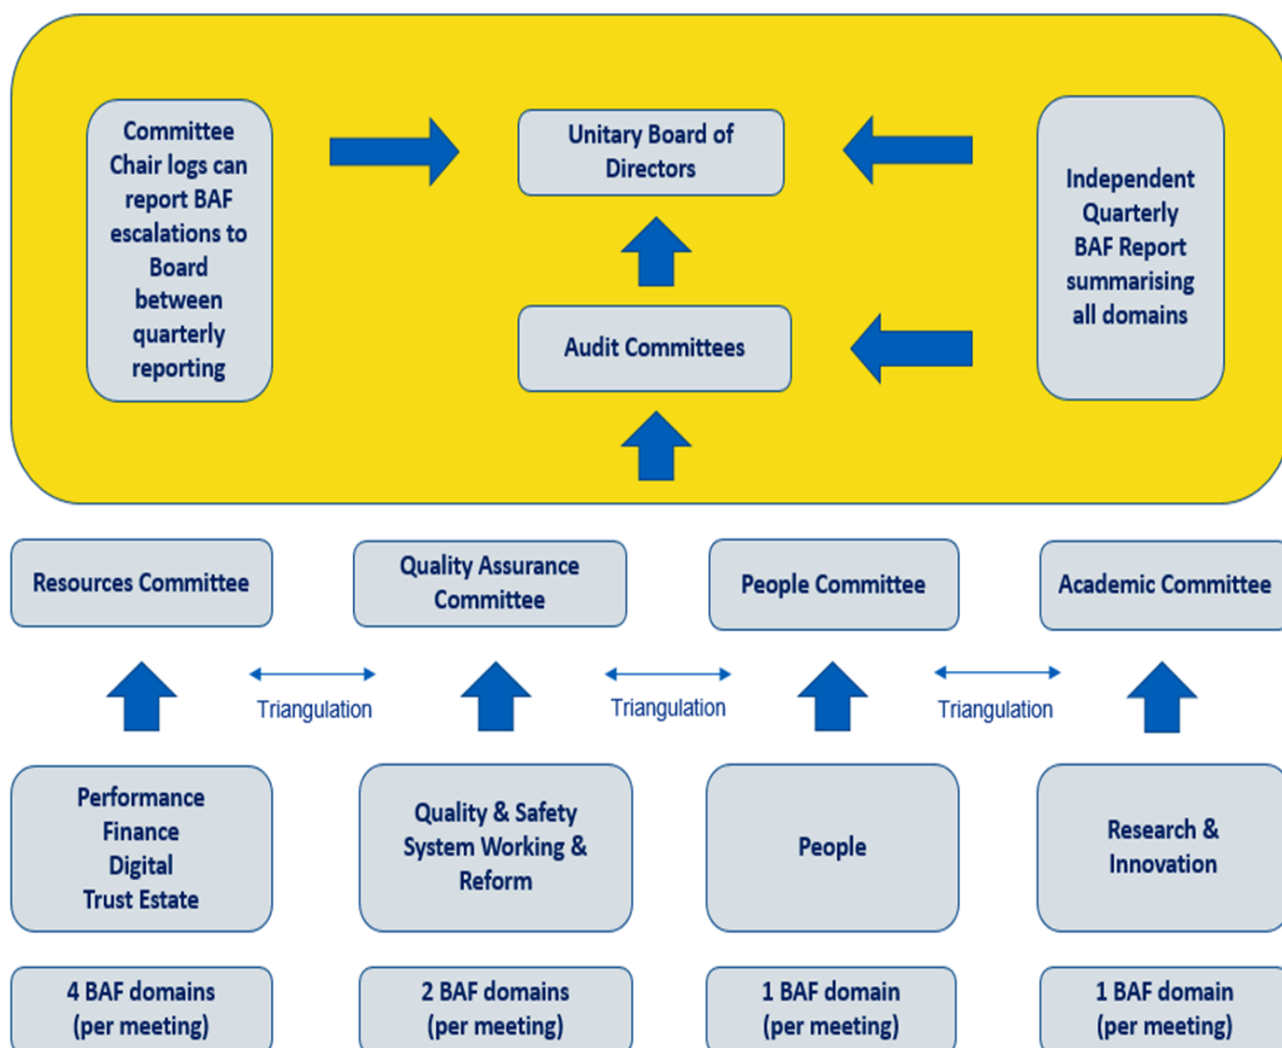 Committee
Chair logs can
report BAF
escalations to
Board
between
quarterly
reporting
Unitary Board of
Directors
Independent
Quarterly
BAF Report
summarising
all domains
Audit Committees
Resources Committee
Quality Assurance
Committee
People Committee
Academic Committee
Triangulation
Triangulation
Triangulation
Performance
Finance
Digital
Trust Estate
Quality & Safety
System Working &
Reform
People
Research &
Innovation
4 BAF domains
(per meeting)
2 BAF domains
(per meeting)
1 BAF domain
(per meeting)
1 BAF domain
(per meeting)